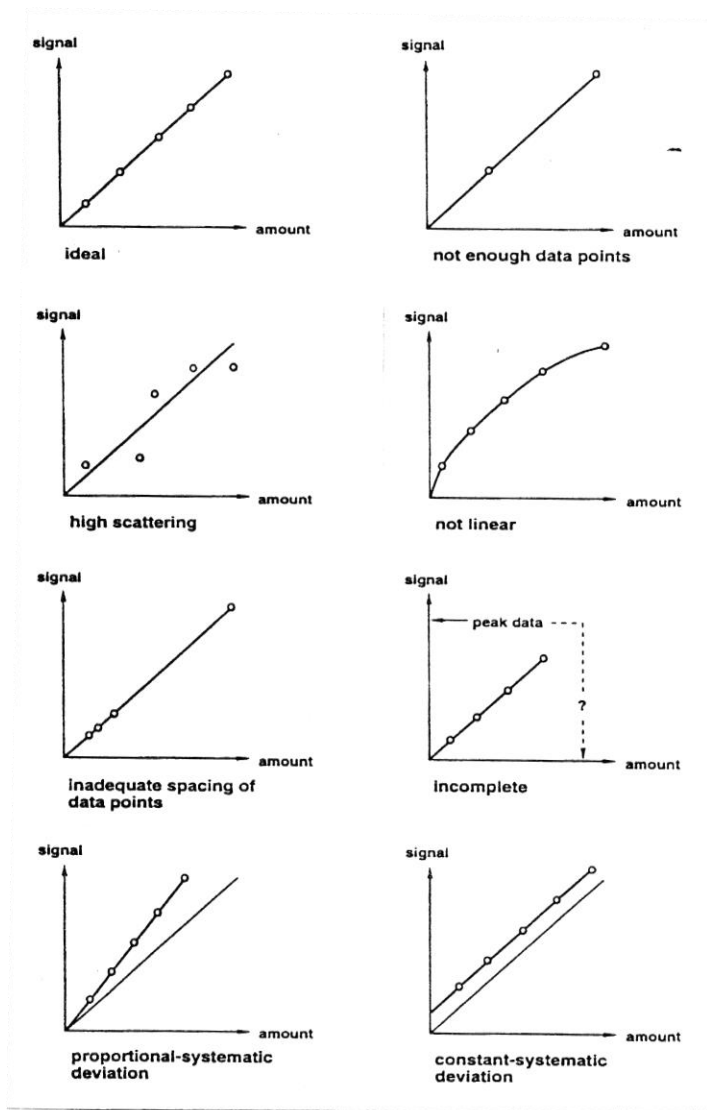 signal
amount
ideal
signal
amount
not enough data points
signal
amount
high scattering
signal
amount
not linear
signal
amount
inadequate spacing of
data points
signal
peak data
?
amount
incomplete
signal
amount
proportional-systematic
deviation
signal
amount
constant-systematic
deviation